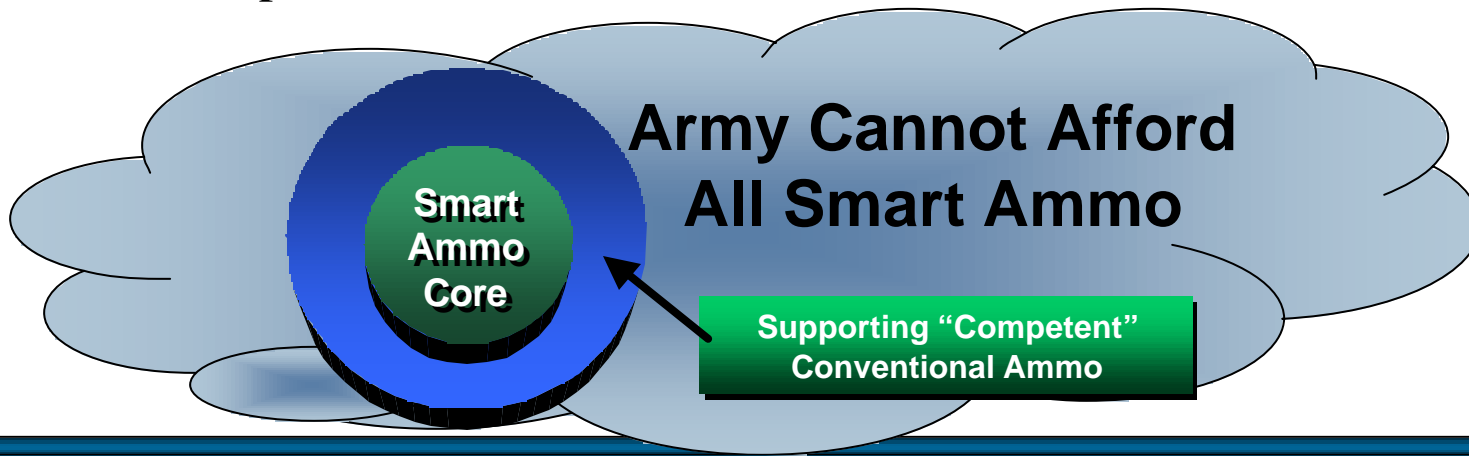 Army Cannot Afford
All Smart Ammo
Smart
Ammo
Core
Supporting “Competent”
Conventional Ammo